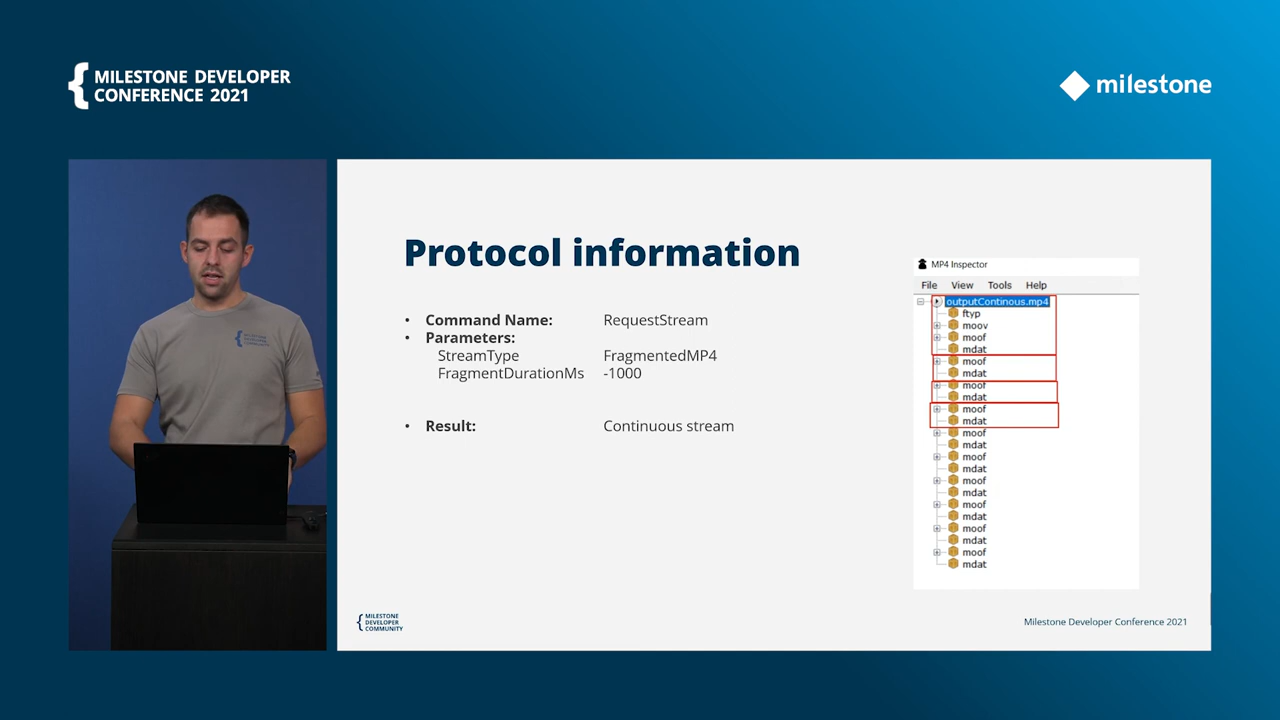 MILESTONE DEVELOPER
CONFERENCE 2021
milestone
Protocol information
• Command Name: RequestStream
• Parameters:
StreamType FragmentedMP4
FragmentDurationMs -1000
• Result: Continuous stream
MP4 Inspector
File View Tools Help
outputContinous.mp4
ftyp
moov
moof
mdat
moof
mdat
moof
mdat
moof
mdat
moof
mdat
moof
mdat
moof
mdat
moof
mdat
moof
mdat
moof
mdat
MILESTONE
DEVELOPER
COMMUNITY
Milestone Developer Conference 2021